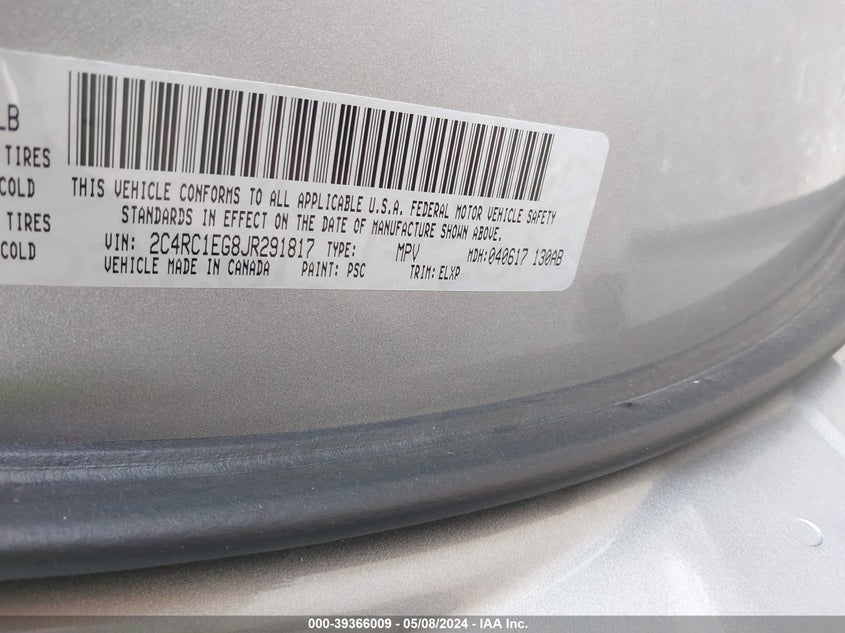 LB
TIRES
COLD
TIRES
COLD
THIS VEHICLE CONFORMS TO ALL APPLICABLE U.S.A. FEDERAL MOTOR VEHICLE SAFETY
STANDARDS IN EFFECT ON THE DATE OF MANUFACTURE SHOWN ABOVE.
VIN: 2C4RC1EG8JR291817 TYPE: MPV MDH: 040617 130AB
VEHICLE MADE IN CANADA PAINT: PSC TRIM: ELXP
000-39366009 - 05/08/2024 - IAA Inc.